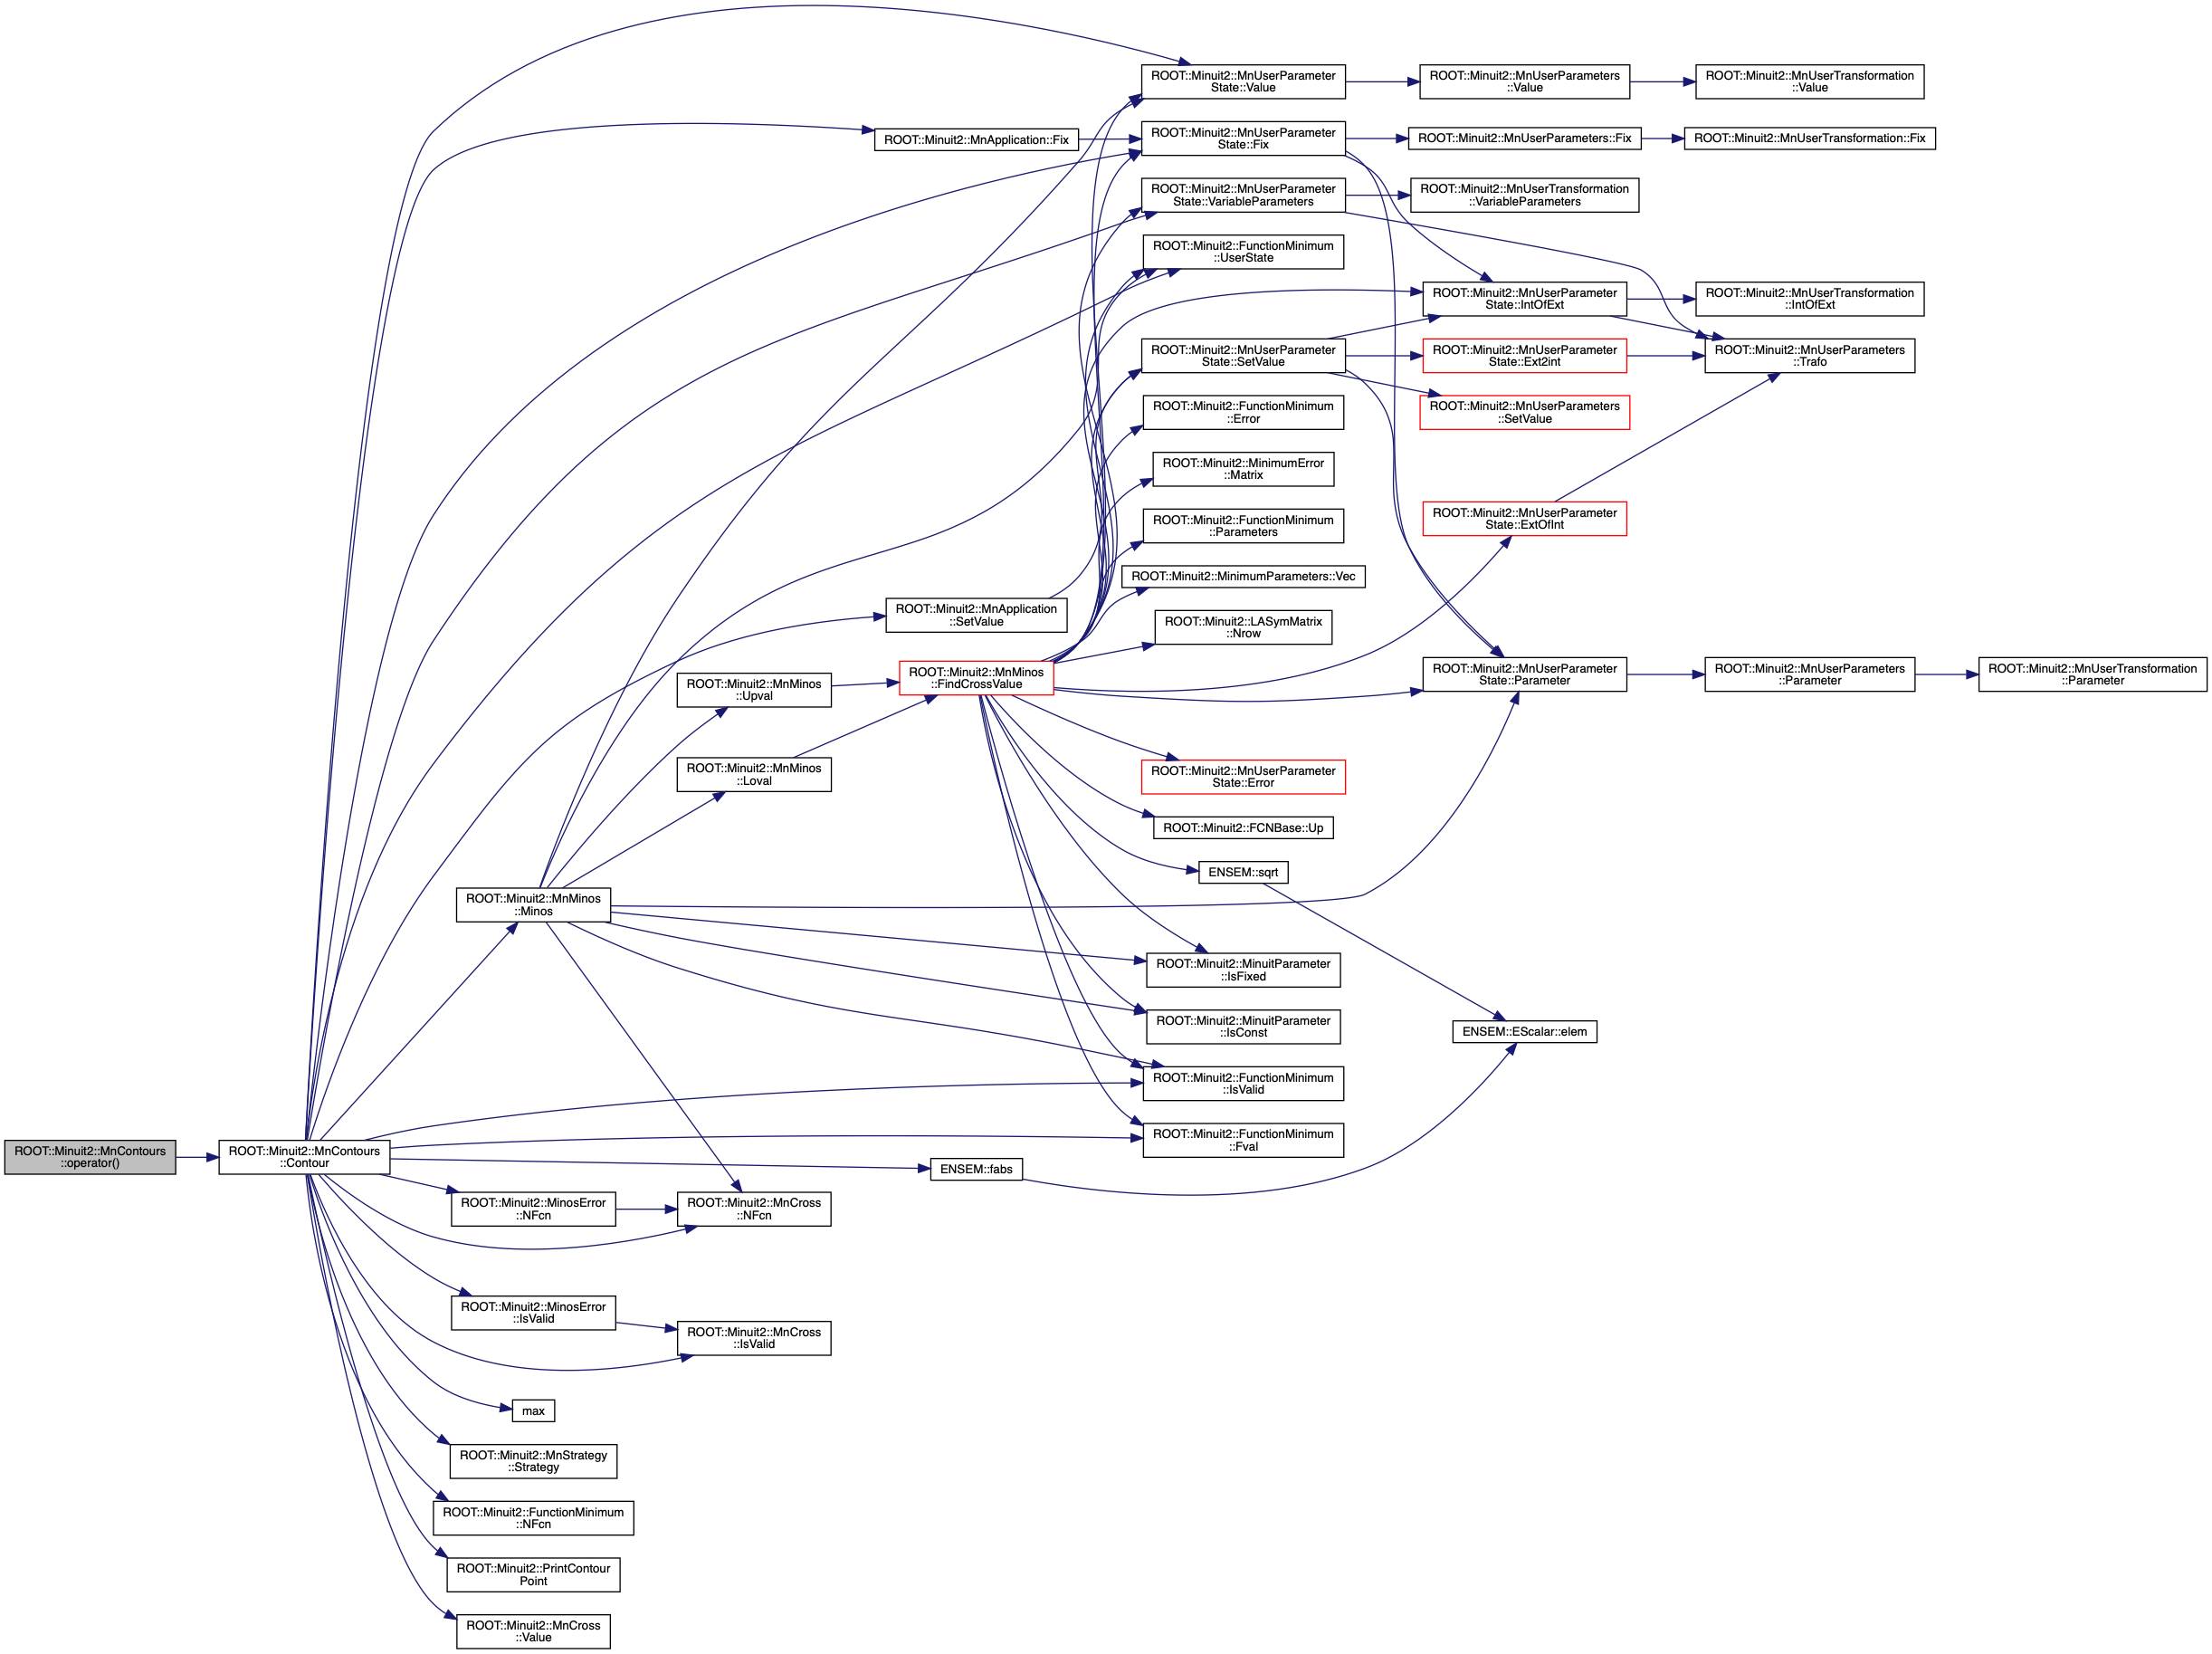 ROOT::Minuit2::MnContours
::operator()
ROOT::Minuit2::MnContours
::Contour
ROOT::Minuit2::MnUserParameter
State::Value
ROOT::Minuit2::MnUserParameters
::Value
ROOT::Minuit2::MnUserTransformation
::Value
ROOT::Minuit2::MnApplication::Fix
ROOT::Minuit2::MnUserParameter
State::Fix
ROOT::Minuit2::MnUserParameters::Fix
ROOT::Minuit2::MnUserTransformation::Fix
ROOT::Minuit2::MnUserParameter
State::VariableParameters
ROOT::Minuit2::MnUserTransformation
::VariableParameters
ROOT::Minuit2::FunctionMinimum
::UserState
ROOT::Minuit2::MnUserParameter
State::IntOfExt
ROOT::Minuit2::MnUserTransformation
::IntOfExt
ROOT::Minuit2::MnUserParameter
State::SetValue
ROOT::Minuit2::MnUserParameter
State::Ext2int
ROOT::Minuit2::MnUserParameters
::Trafo
ROOT::Minuit2::FunctionMinimum
::Error
ROOT::Minuit2::MnUserParameters
::SetValue
ROOT::Minuit2::MinimumError
::Matrix
ROOT::Minuit2::FunctionMinimum
::Parameters
ROOT::Minuit2::MnUserParameter
State::ExtOfInt
ROOT::Minuit2::MinimumParameters::Vec
ROOT::Minuit2::MnApplication
::SetValue
ROOT::Minuit2::LASymMatrix
::Nrow
ROOT::Minuit2::MnMinos
::Upval
ROOT::Minuit2::MnMinos
::FindCrossValue
ROOT::Minuit2::MnUserParameter
State::Parameter
ROOT::Minuit2::MnUserParameters
::Parameter
ROOT::Minuit2::MnUserTransformation
::Parameter
ROOT::Minuit2::MnMinos
::Loval
ROOT::Minuit2::MnUserParameter
State::Error
ROOT::Minuit2::FCNBase::Up
ENSEM::sqrt
ROOT::Minuit2::MnMinos
::Minos
ROOT::Minuit2::MinuitParameter
::IsFixed
ROOT::Minuit2::MinuitParameter
::IsConst
ENSEM::EScalar::elem
ROOT::Minuit2::FunctionMinimum
::IsValid
ROOT::Minuit2::FunctionMinimum
::Fval
ENSEM::fabs
ROOT::Minuit2::MinosError
::NFcn
ROOT::Minuit2::MnCross
::NFcn
ROOT::Minuit2::MinosError
::IsValid
ROOT::Minuit2::MnCross
::IsValid
max
ROOT::Minuit2::MnStrategy
::Strategy
ROOT::Minuit2::FunctionMinimum
::NFcn
ROOT::Minuit2::PrintContour
Point
ROOT::Minuit2::MnCross
::Value